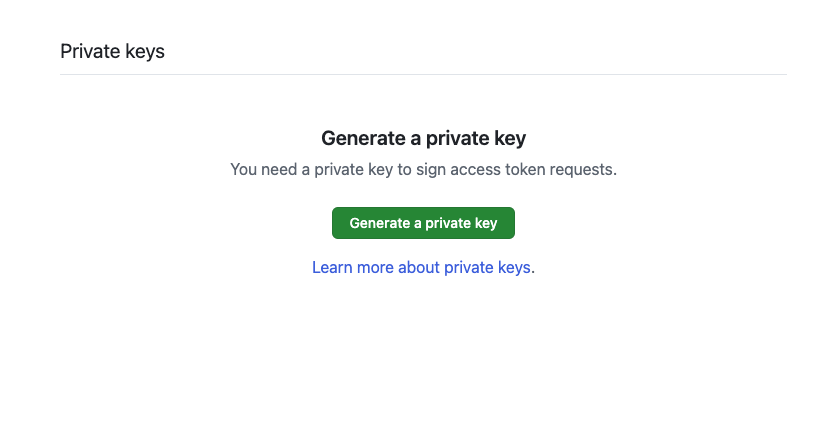 Private keys
Generate a private key
You need a private key to sign access token requests.
Generate a private key
Learn more about private keys.